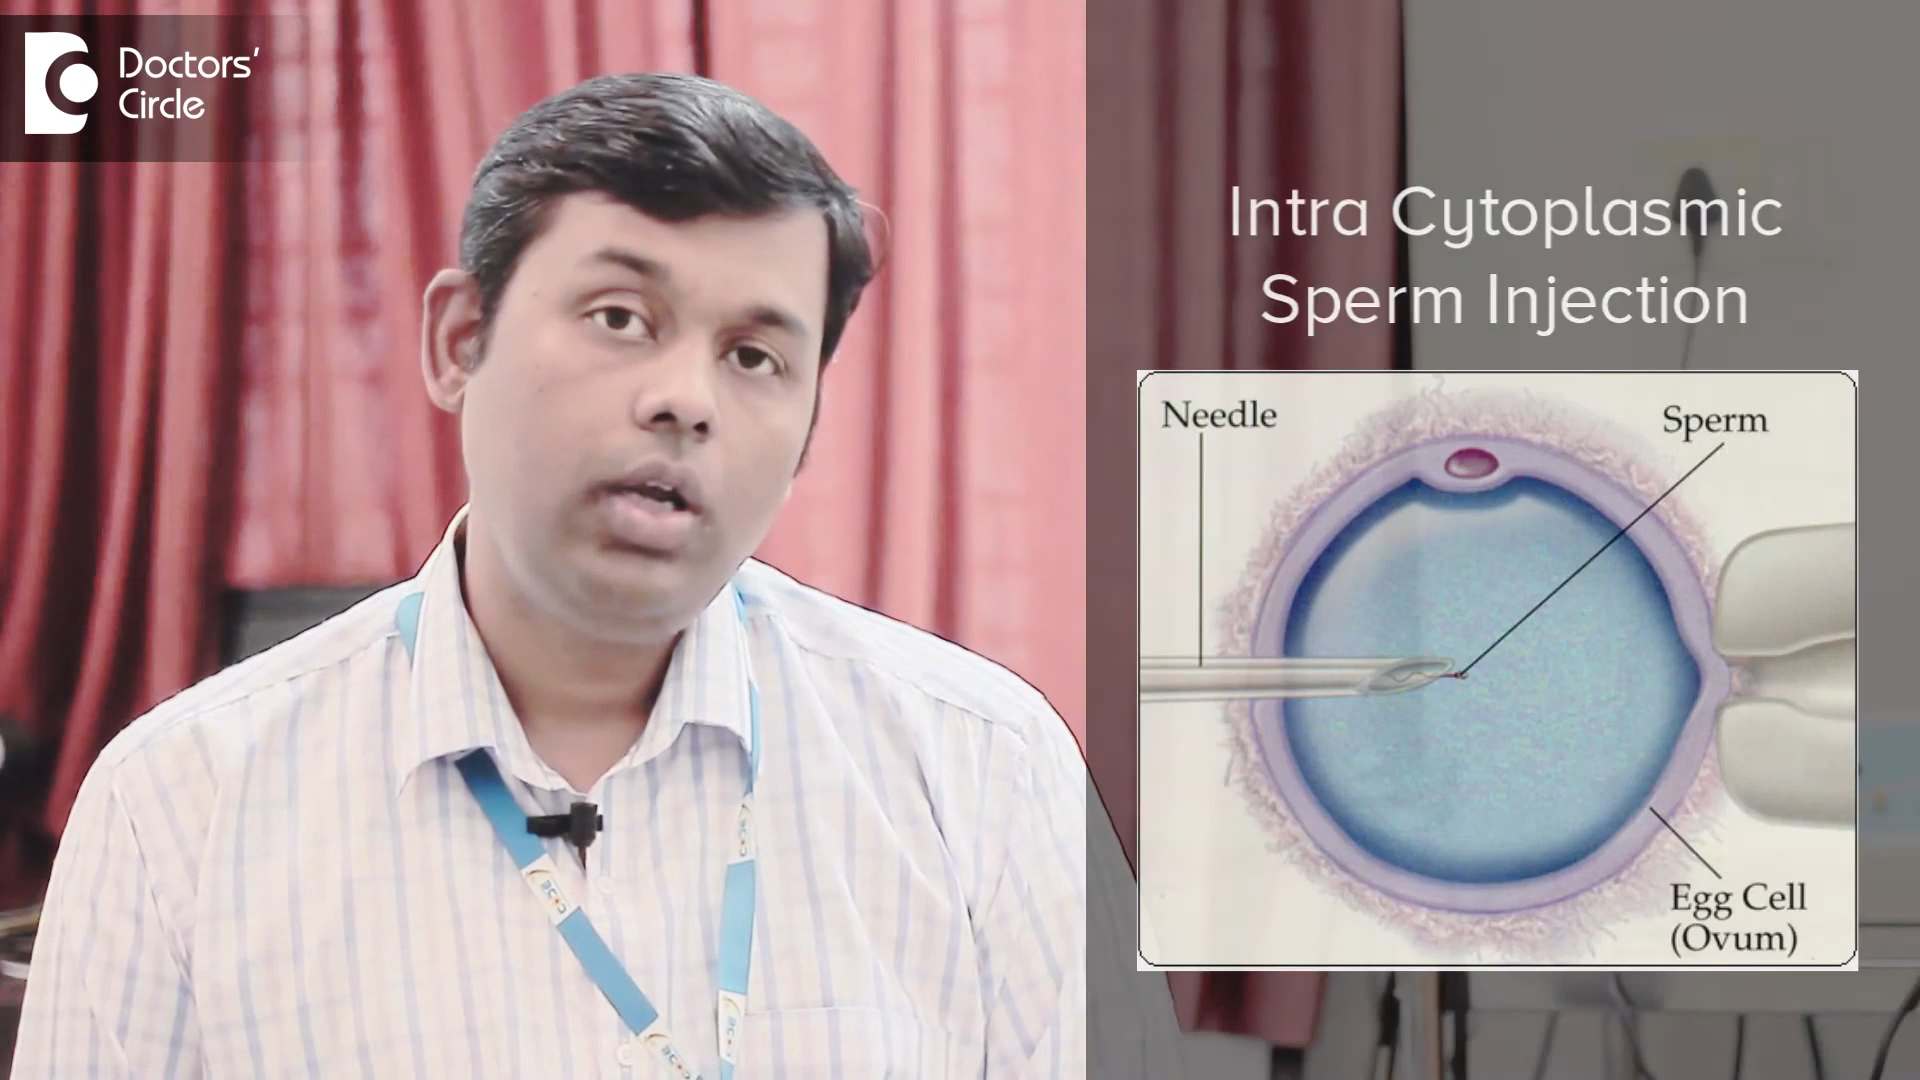 Doctors'
Circle
Intra Cytoplasmic
Sperm Injection
Needle
Sperm
Egg Cell
(Ovum)